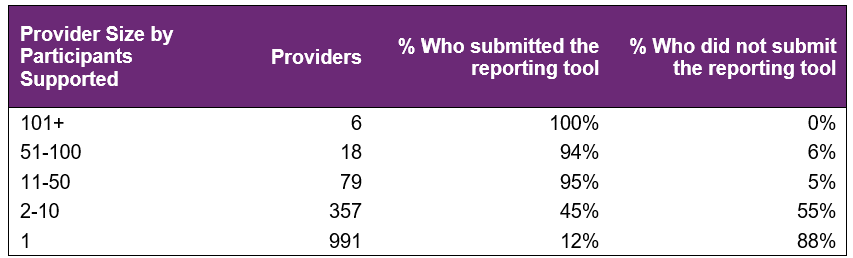 Provider Size by Participants Supported Providers % Who submitted the reporting tool % Who did not submit the reporting tool
101+ 6 100% 0%
51-100 18 94% 6%
11-50 79 95% 5%
2-10 357 45% 55%
1 991 12% 88%